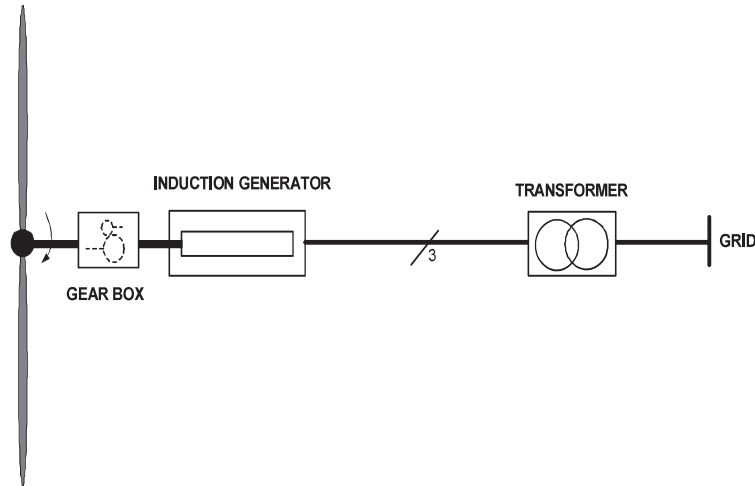 INDUCTION GENERATOR
TRANSFORMER
3
GRID
GEAR BOX